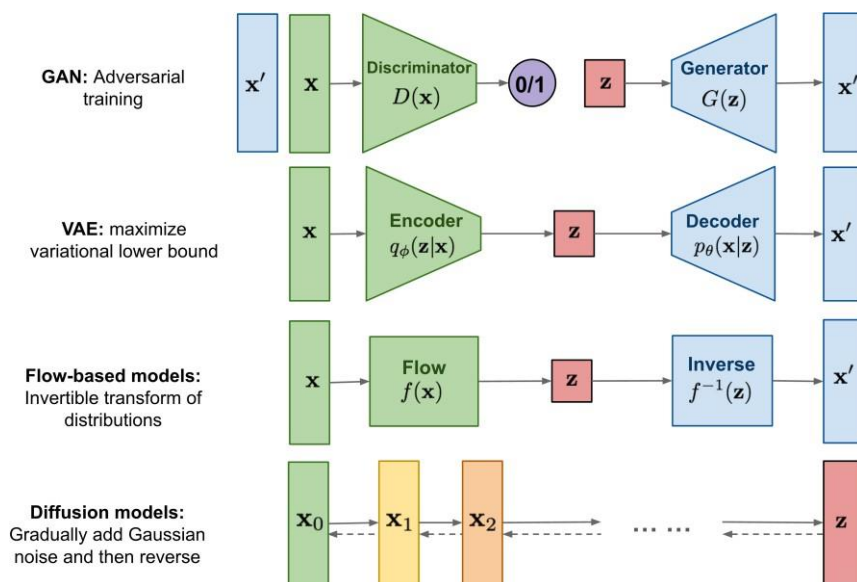 GAN: Adversarial
training
x′
x
Discriminator
D(x)
0/1
z
Generator
G(z)
x′
VAE: maximize
variational lower bound
x
Encoder
qϕ(z|x)
z
Decoder
pθ(x|z)
x′
Flow-based models:
Invertible transform of
distributions
x
Flow
f(x)
z
Inverse
f⁻¹(z)
x′
Diffusion models:
Gradually add Gaussian
noise and then reverse
x₀
x₁
x₂
... ...
z